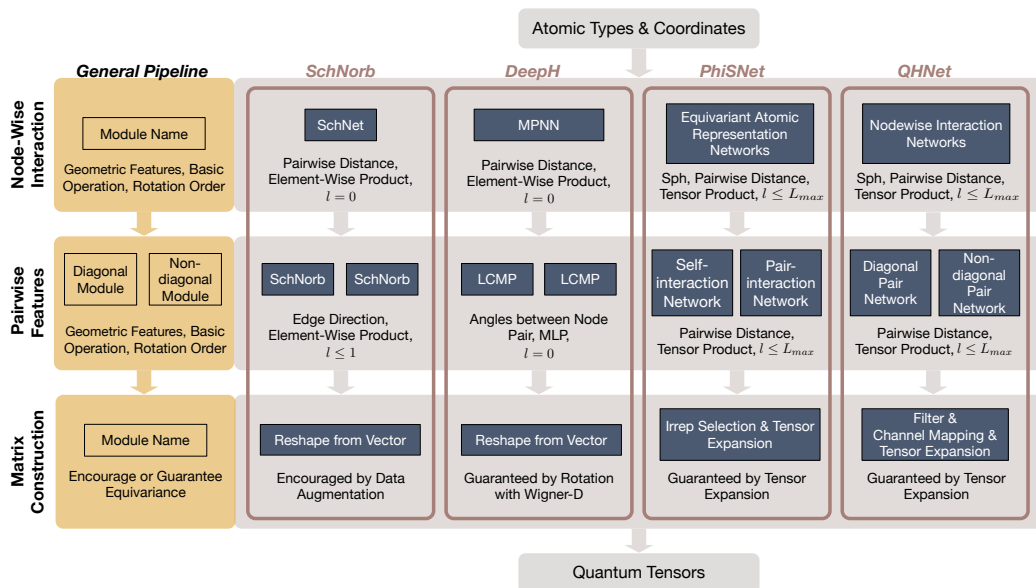 Atomic Types & Coordinates
General Pipeline
SchNorb
DeepH
PhiSNet
QHNet
Node-Wise
Interaction
Module Name
Geometric Features, Basic
Operation, Rotation Order
SchNet
Pairwise Distance,
Element-Wise Product,
l = 0
MPNN
Pairwise Distance,
Element-Wise Product,
l = 0
Equivariant Atomic
Representation
Networks
Sph, Pairwise Distance,
Tensor Product, l ≤ L_max
Nodewise Interaction
Networks
Sph, Pairwise Distance,
Tensor Product, l ≤ L_max
Pairwise
Features
Diagonal
Module
Non-
diagonal
Module
Geometric Features, Basic
Operation, Rotation Order
SchNorb
SchNorb
Edge Direction,
Element-Wise Product,
l ≤ 1
LCMP
LCMP
Angles between Node
Pair, MLP,
l = 0
Self-
interaction
Network
Pair-
interaction
Network
Pairwise Distance,
Tensor Product, l ≤ L_max
Diagonal
Pair
Network
Non-
diagonal
Pair
Network
Pairwise Distance,
Tensor Product, l ≤ L_max
Matrix
Construction
Module Name
Encourage or Guarantee
Equivariance
Reshape from Vector
Encouraged by Data
Augmentation
Reshape from Vector
Guaranteed by Rotation
with Wigner-D
Irrep Selection & Tensor
Expansion
Guaranteed by Tensor
Expansion
Filter &
Channel Mapping &
Tensor Expansion
Guaranteed by Tensor
Expansion
Quantum Tensors